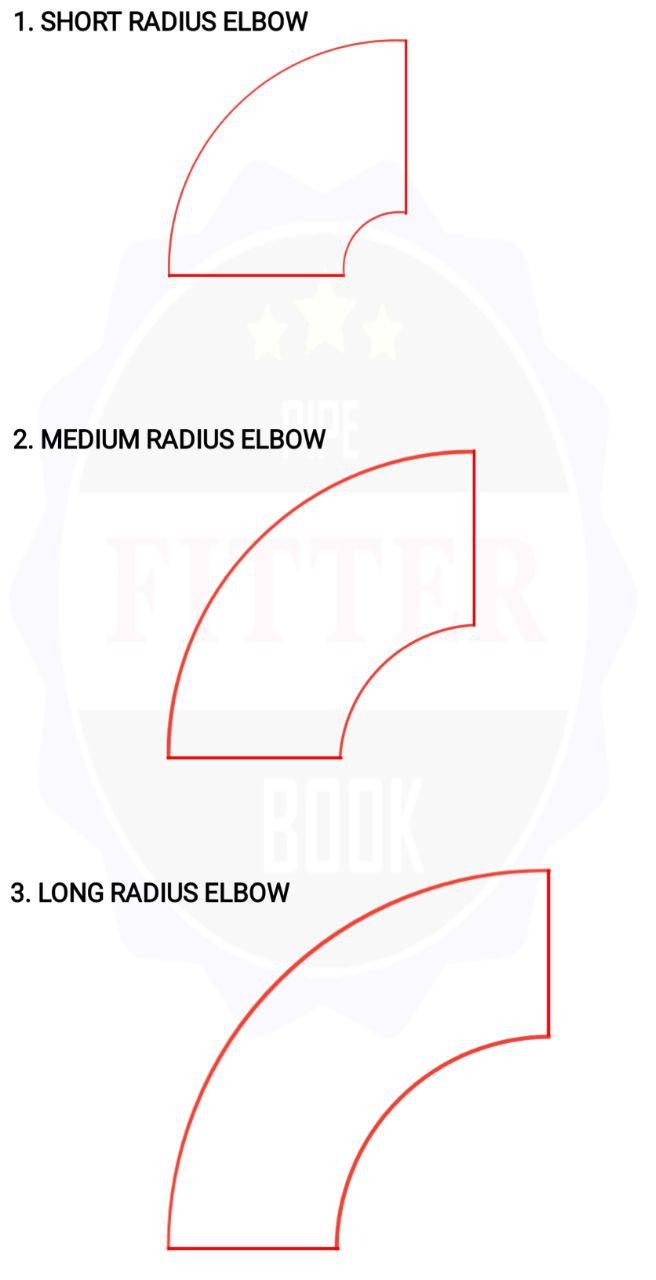 1. SHORT RADIUS ELBOW
PIPE
2. MEDIUM RADIUS ELBOW
FITTER
BOOK
3. LONG RADIUS ELBOW